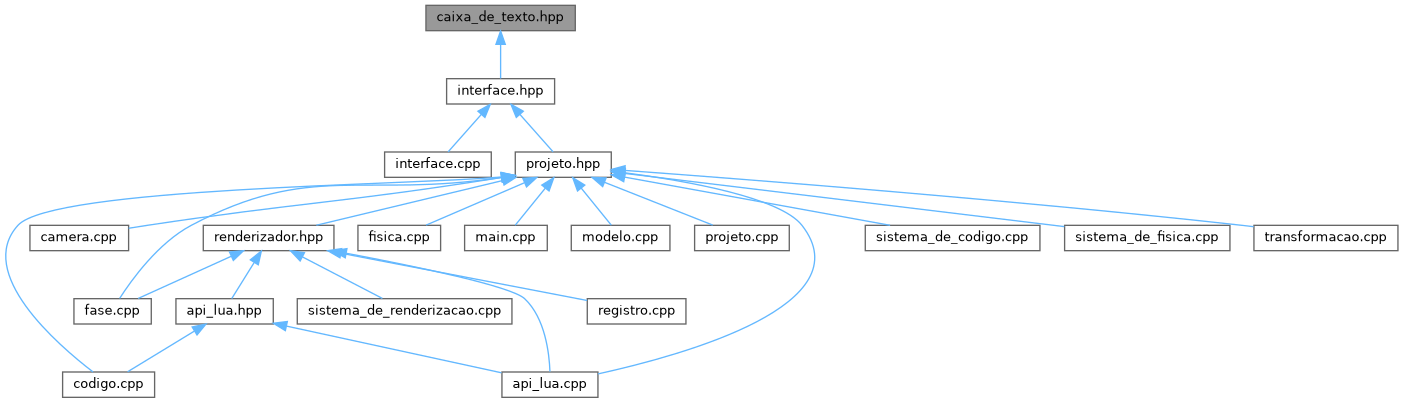 caixa_de_texto.hpp
interface.hpp
interface.cpp
projeto.hpp
camera.cpp
renderizador.hpp
fisica.cpp
main.cpp
modelo.cpp
projeto.cpp
sistema_de_codigo.cpp
sistema_de_fisica.cpp
transformacao.cpp
fase.cpp
api_lua.hpp
sistema_de_renderizacao.cpp
registro.cpp
codigo.cpp
api_lua.cpp